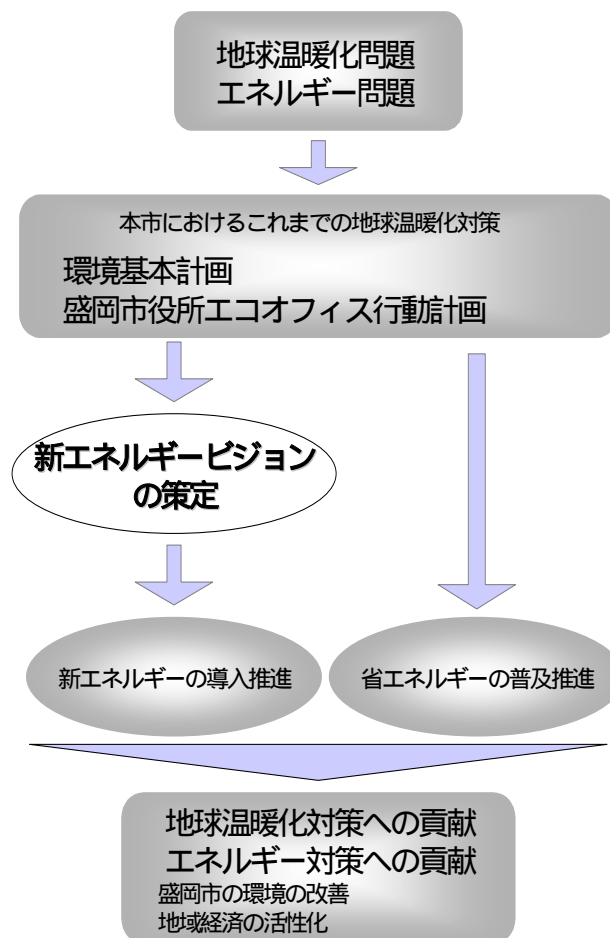 地球温暖化問題
エネルギー問題
本市におけるこれまでの地球温暖化対策
環境基本計画
盛岡市役所エコオフィス行動計画
新エネルギービジョン
の策定
新エネルギーの導入推進
省エネルギーの普及推進
地球温暖化対策への貢献
エネルギー対策への貢献
盛岡市の環境の改善
地域経済の活性化